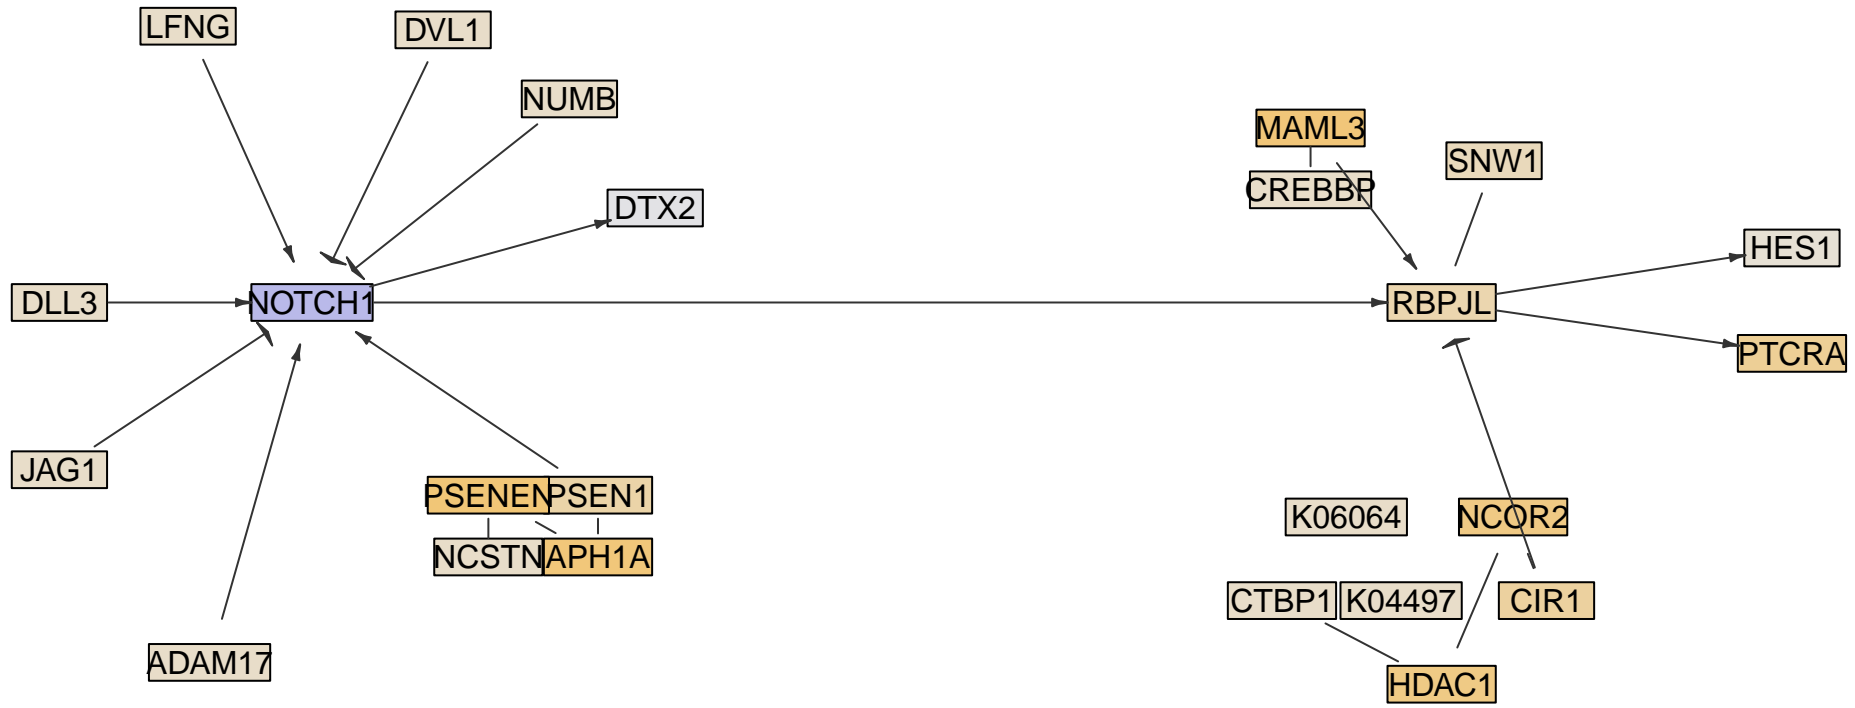 LFNG
DVL1
NUMB
MAML3
SNW1
CREBBP
DTX2
HES1
DLL3
NOTCH1
RBPJL
PTCRA
JAG1
PSENEN
PSEN1
K06064
NCOR2
NCSTN
APH1A
CTBP1
K04497
CIR1
ADAM17
HDAC1